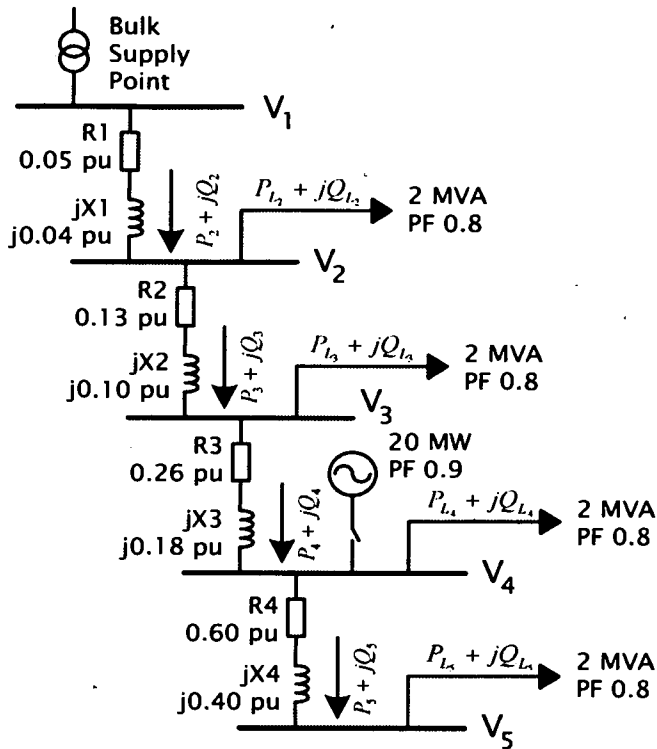 Bulk
Supply
Point
V1
R1
0.05 pu
jX1
j0.04 pu
P2 + jQ2
PL2 + jQL2
2 MVA
PF 0.8
V2
R2
0.13 pu
jX2
j0.10 pu
P3 + jQ3
PL3 + jQL3
2 MVA
PF 0.8
V3
R3
0.26 pu
jX3
j0.18 pu
P4 + jQ4
20 MW
PF 0.9
PL4 + jQL4
2 MVA
PF 0.8
V4
R4
0.60 pu
jX4
j0.40 pu
P5 + jQ5
PL5 + jQL5
2 MVA
PF 0.8
V5